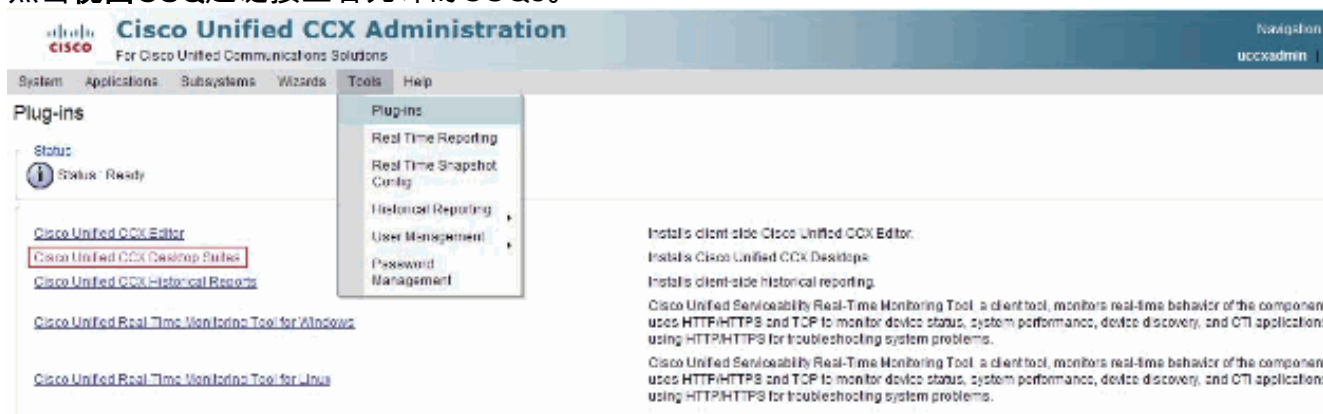 cisco
Cisco Unified CCX Administration
For Cisco Unified Communications Solutions
Navigation
uccxadmin
System Applications Subsystems Wizards Tools Help
Plug-ins
Plug-ins
Real Time Reporting
Real Time Snapshot
Config
Historical Reporting
User Management
Password
Management
Status
Status : Ready
Cisco Unified CCX Editor
Installs client-side Cisco Unified CCX Editor.
Cisco Unified CCX Desktop Suites
Installs Cisco Unified CCX Desktops
Cisco Unified CCX Historical Reports
Installs client-side historical reporting.
Cisco Unified Real-Time Monitoring Tool for Windows
Cisco Unified Serviceability Real-Time Monitoring Tool, a client tool, monitors real-time behavior of the componen
uses HTTP/HTTPS and TCP to monitor device status, system performance, device discovery, and CTI application
using HTTP/HTTPS for troubleshooting system problems.
Cisco Unified Real-Time Monitoring Tool for Linux
Cisco Unified Serviceability Real-Time Monitoring Tool, a client tool, monitors real-time behavior of the componen
uses HTTP/HTTPS and TCP to monitor device status, system performance, device discovery, and CTI application
using HTTP/HTTPS for troubleshooting system problems.